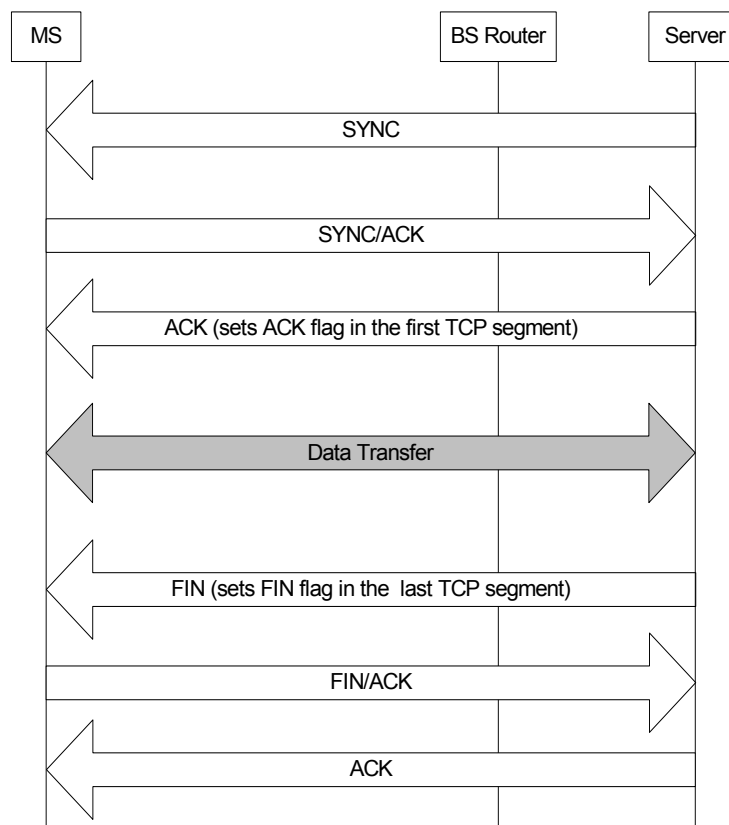 MS
BS Router
Server
SYNC
SYNC/ACK
ACK (sets ACK flag in the first TCP segment)
Data Transfer
FIN (sets FIN flag in the  last TCP segment)
FIN/ACK
ACK